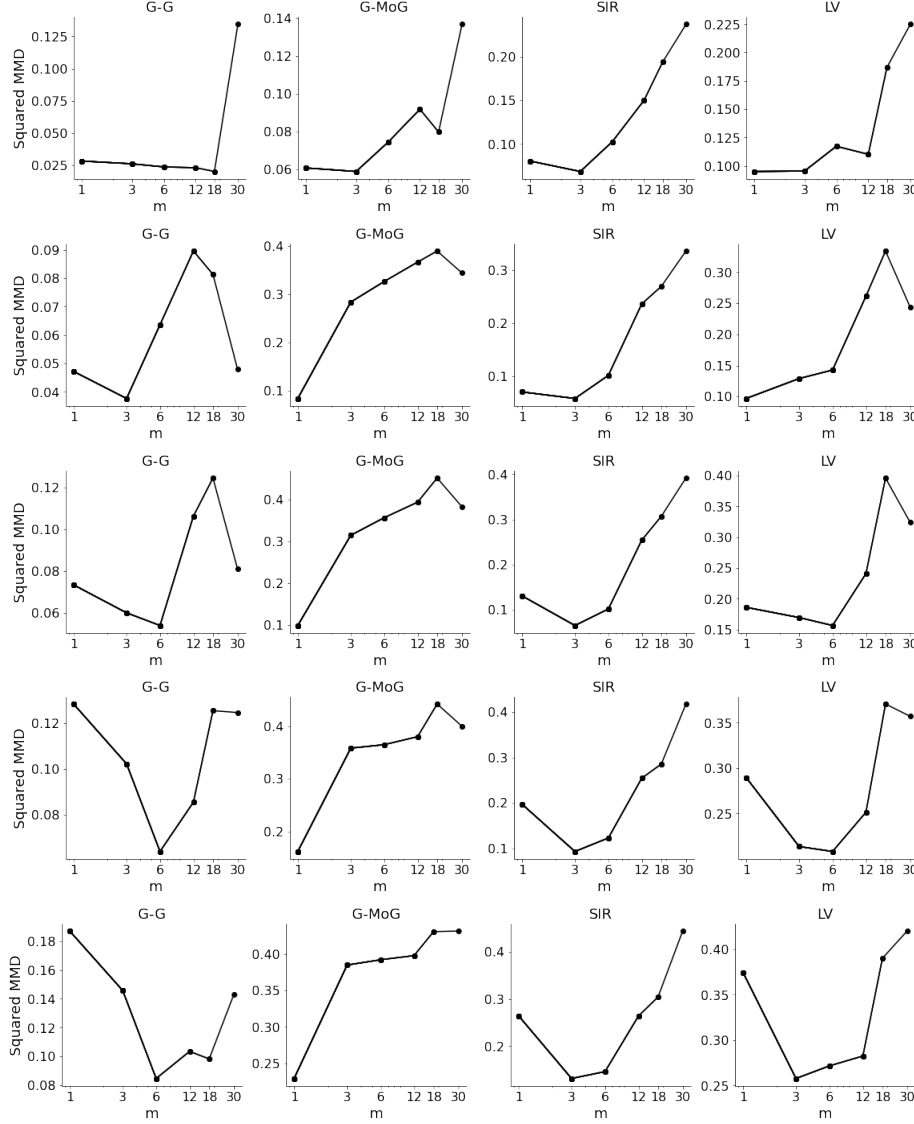 G-G G-MoG SIR LV
Squared MMD
0.125 0.100 0.075 0.050 0.025
0.14 0.12 0.10 0.08 0.06
0.20 0.15 0.10
0.225 0.200 0.175 0.150 0.125 0.100
1 3 6 12 18 30 1 3 6 12 18 30 1 3 6 12 18 30 1 3 6 12 18 30
m m m m
G-G G-MoG SIR LV
Squared MMD
0.09 0.08 0.07 0.06 0.05 0.04
0.4 0.3 0.2 0.1
0.3 0.2 0.1
0.30 0.25 0.20 0.15 0.10
1 3 6 12 18 30 1 3 6 12 18 30 1 3 6 12 18 30 1 3 6 12 18 30
m m m m
G-G G-MoG SIR LV
Squared MMD
0.12 0.10 0.08 0.06
0.4 0.3 0.2 0.1
0.4 0.3 0.2 0.1
0.40 0.35 0.30 0.25 0.20 0.15
1 3 6 12 18 30 1 3 6 12 18 30 1 3 6 12 18 30 1 3 6 12 18 30
m m m m
G-G G-MoG SIR LV
Squared MMD
0.12 0.10 0.08
0.4 0.3 0.2
0.4 0.3 0.2 0.1
0.35 0.30 0.25
1 3 6 12 18 30 1 3 6 12 18 30 1 3 6 12 18 30 1 3 6 12 18 30
m m m m
G-G G-MoG SIR LV
Squared MMD
0.18 0.16 0.14 0.12 0.10 0.08
0.40 0.35 0.30 0.25
0.4 0.3 0.2
0.40 0.35 0.30 0.25
1 3 6 12 18 30 1 3 6 12 18 30 1 3 6 12 18 30 1 3 6 12 18 30
m m m m